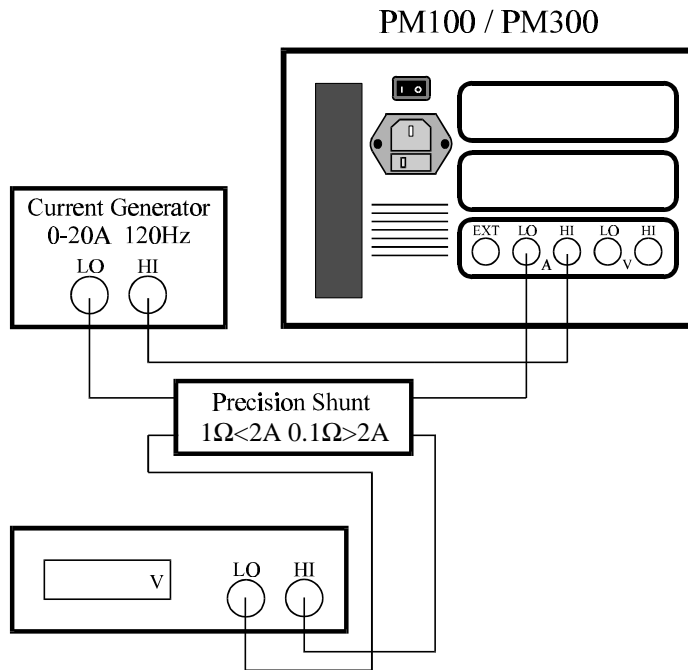 PM100 / PM300
I O
Current Generator
0-20A 120Hz
LO HI
EXT LO HI LO HI
A V
Precision Shunt
1Ω<2A 0.1Ω>2A
V LO HI